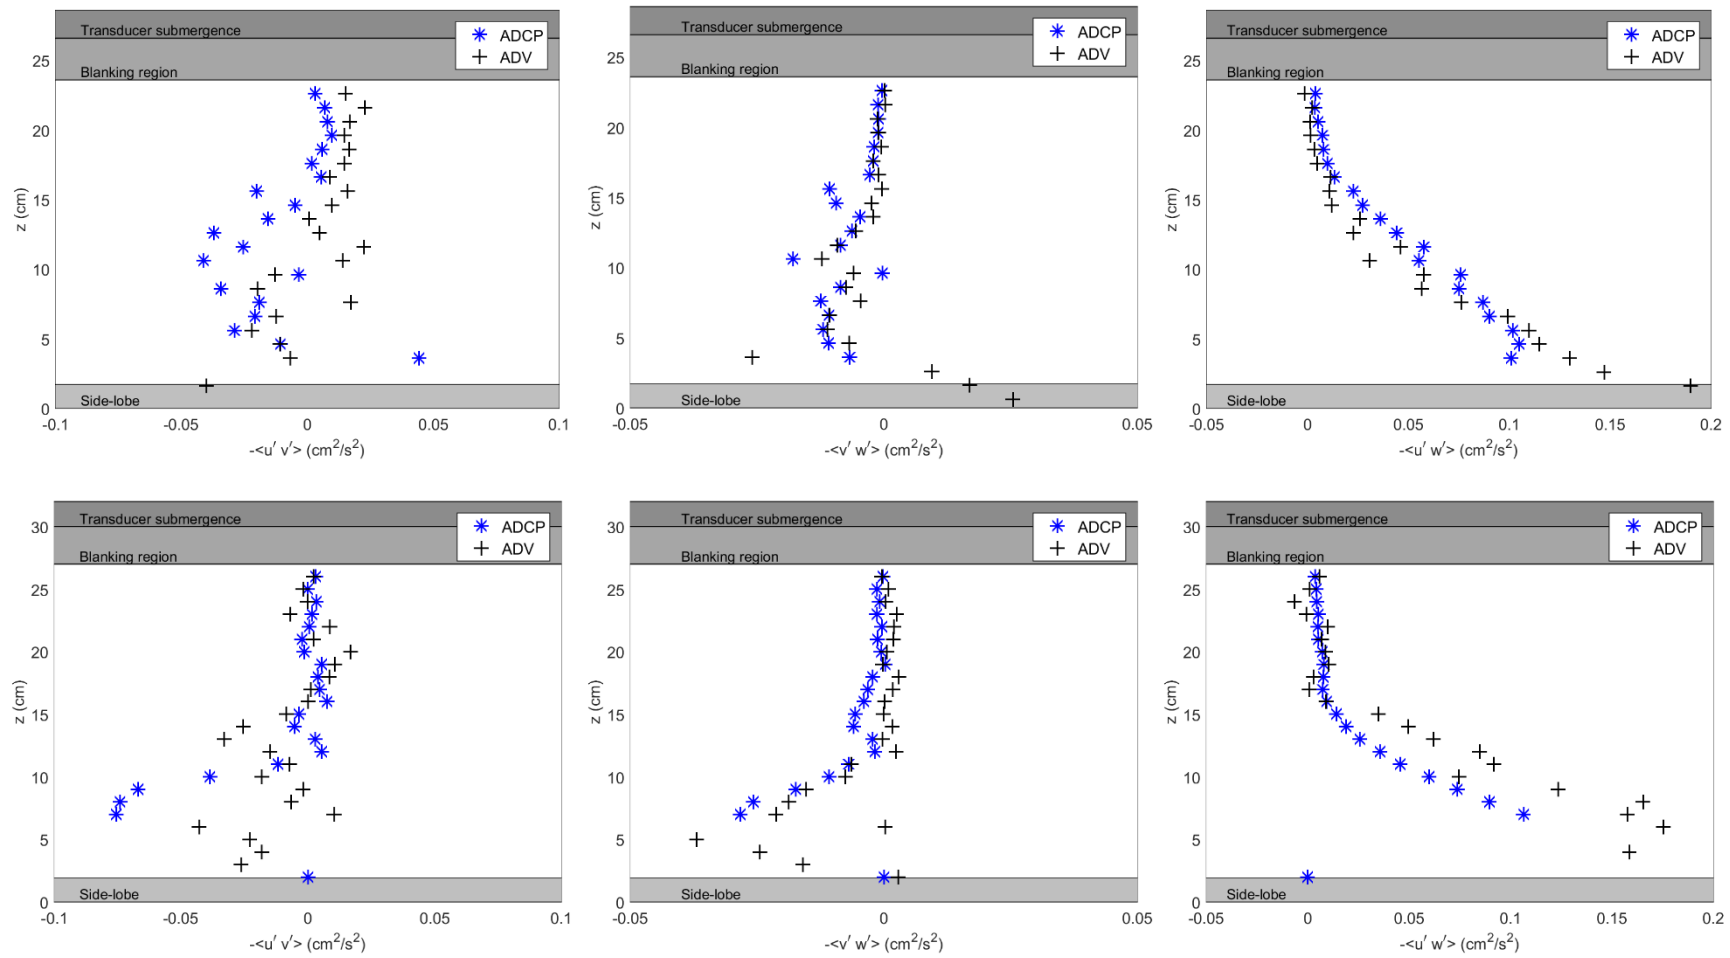 Transducer submergence
Blanking region
Side-lobe
ADCP
ADV
25
20
15
10
5
0
z (cm)
-0.1 -0.05 0 0.05 0.1
-<u′ v′> (cm²/s²)
Transducer submergence
Blanking region
Side-lobe
ADCP
ADV
25
20
15
10
5
0
z (cm)
-0.05 0 0.05
-<v′ w′> (cm²/s²)
Transducer submergence
Blanking region
Side-lobe
ADCP
ADV
25
20
15
10
5
0
z (cm)
-0.05 0 0.05 0.1 0.15 0.2
-<u′ w′> (cm²/s²)
Transducer submergence
Blanking region
Side-lobe
ADCP
ADV
30
25
20
15
10
5
0
z (cm)
-0.1 -0.05 0 0.05 0.1
-<u′ v′> (cm²/s²)
Transducer submergence
Blanking region
Side-lobe
ADCP
ADV
30
25
20
15
10
5
0
z (cm)
-0.05 0 0.05
-<v′ w′> (cm²/s²)
Transducer submergence
Blanking region
Side-lobe
ADCP
ADV
30
25
20
15
10
5
0
z (cm)
-0.05 0 0.05 0.1 0.15 0.2
-<u′ w′> (cm²/s²)